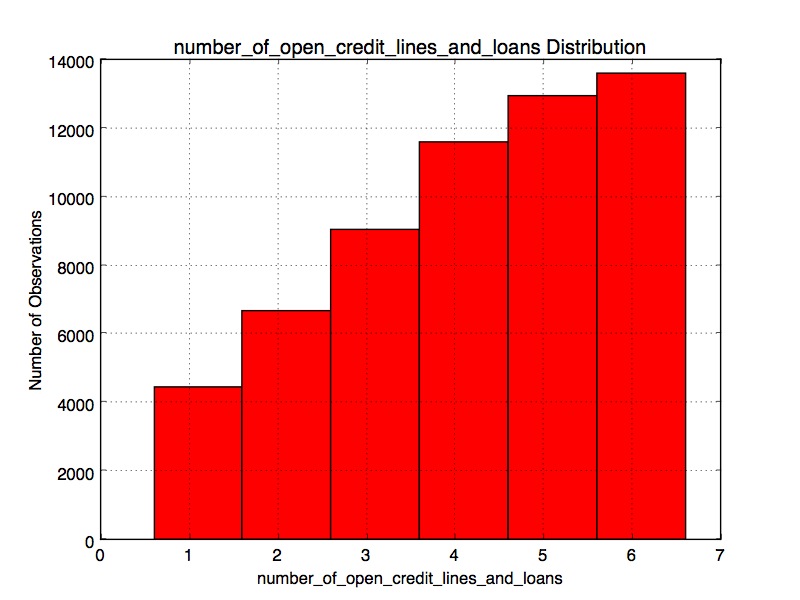 number_of_open_credit_lines_and_loans Distribution
14000
12000
10000
8000
6000
4000
2000
0
Number of Observations
0 1 2 3 4 5 6 7
number_of_open_credit_lines_and_loans